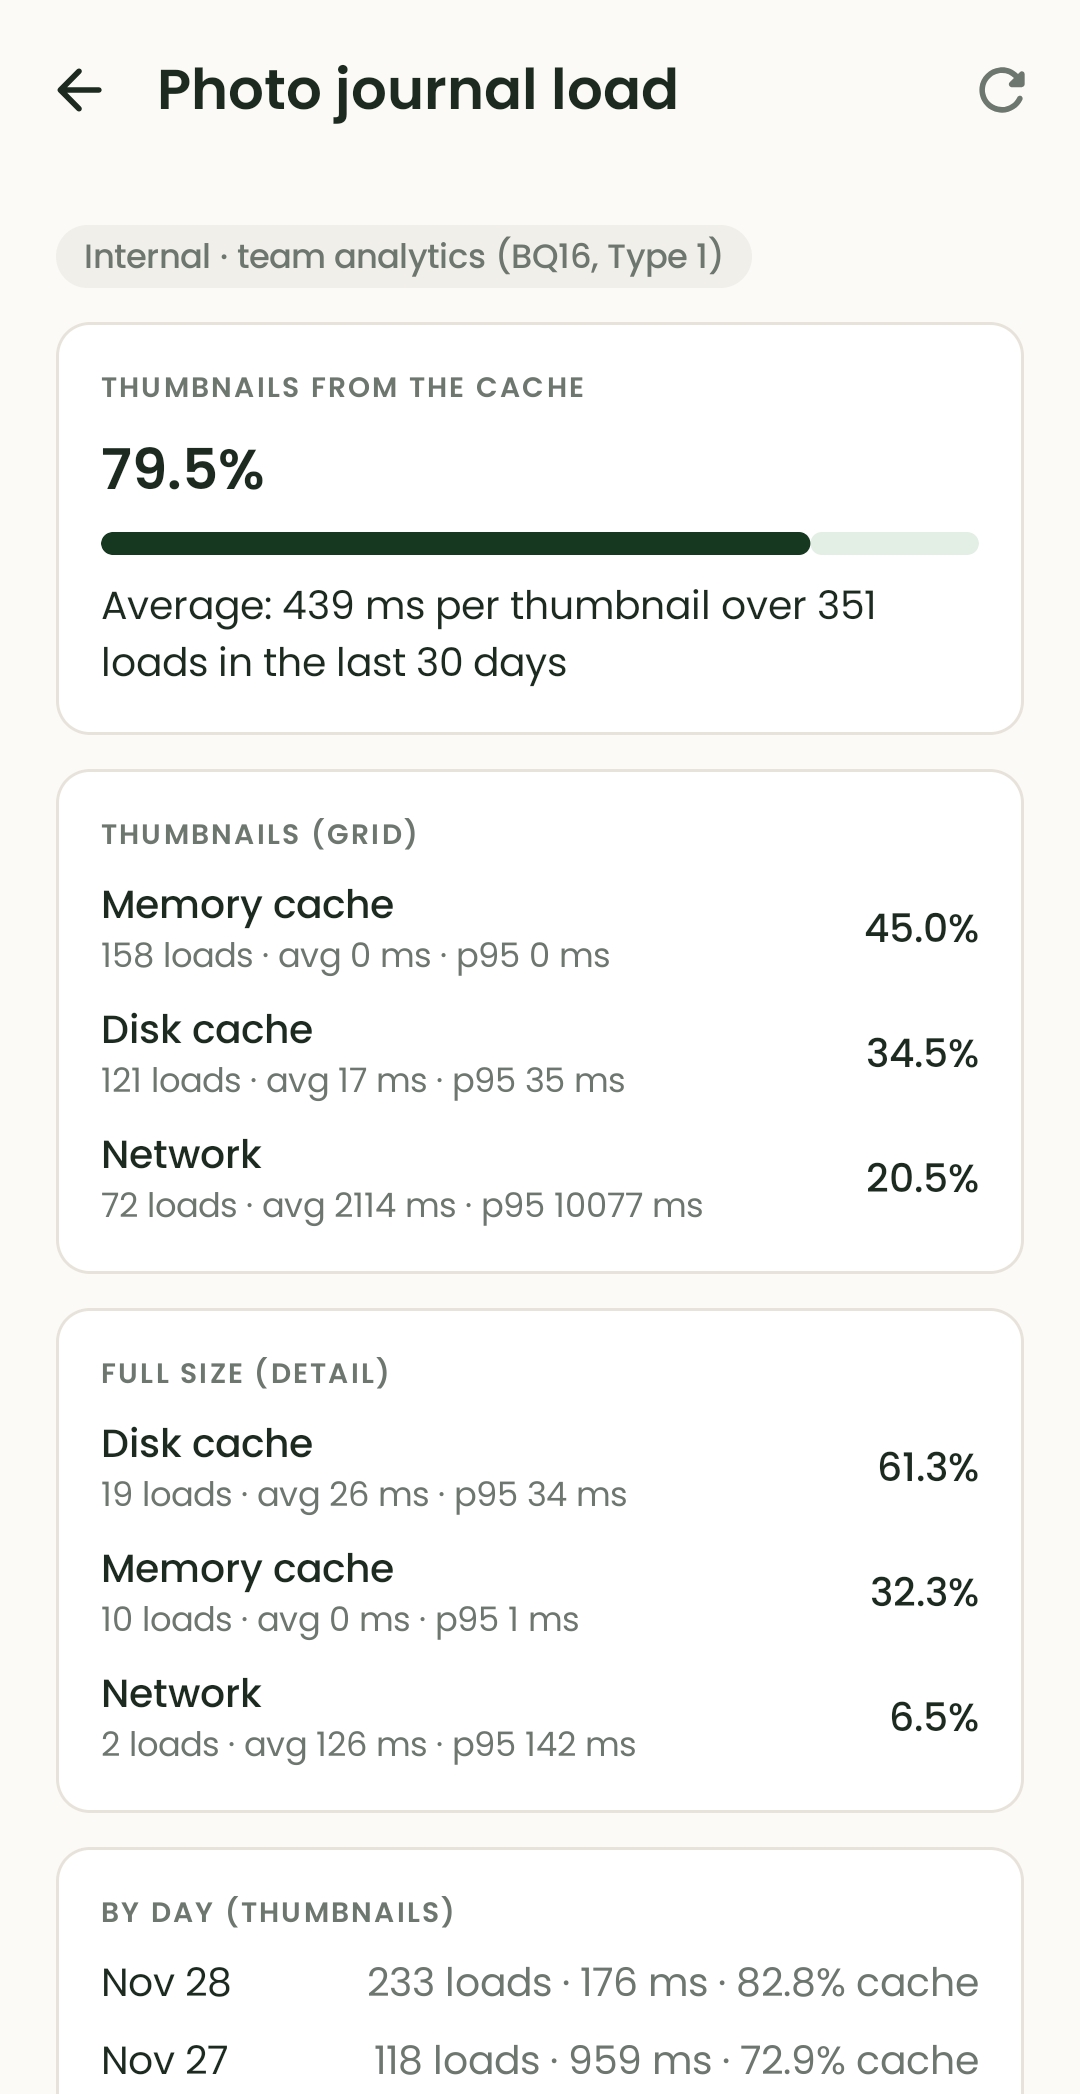 Photo journal load
Internal · team analytics (BQ16, Type 1)
THUMBNAILS FROM THE CACHE
79.5%
Average: 439 ms per thumbnail over 351
loads in the last 30 days
THUMBNAILS (GRID)
Memory cache
158 loads · avg 0 ms · p95 0 ms
45.0%
Disk cache
121 loads · avg 17 ms · p95 35 ms
34.5%
Network
72 loads · avg 2114 ms · p95 10077 ms
20.5%
FULL SIZE (DETAIL)
Disk cache
19 loads · avg 26 ms · p95 34 ms
61.3%
Memory cache
10 loads · avg 0 ms · p95 1 ms
32.3%
Network
2 loads · avg 126 ms · p95 142 ms
6.5%
BY DAY (THUMBNAILS)
Nov 28 233 loads · 176 ms · 82.8% cache
Nov 27 118 loads · 959 ms · 72.9% cache